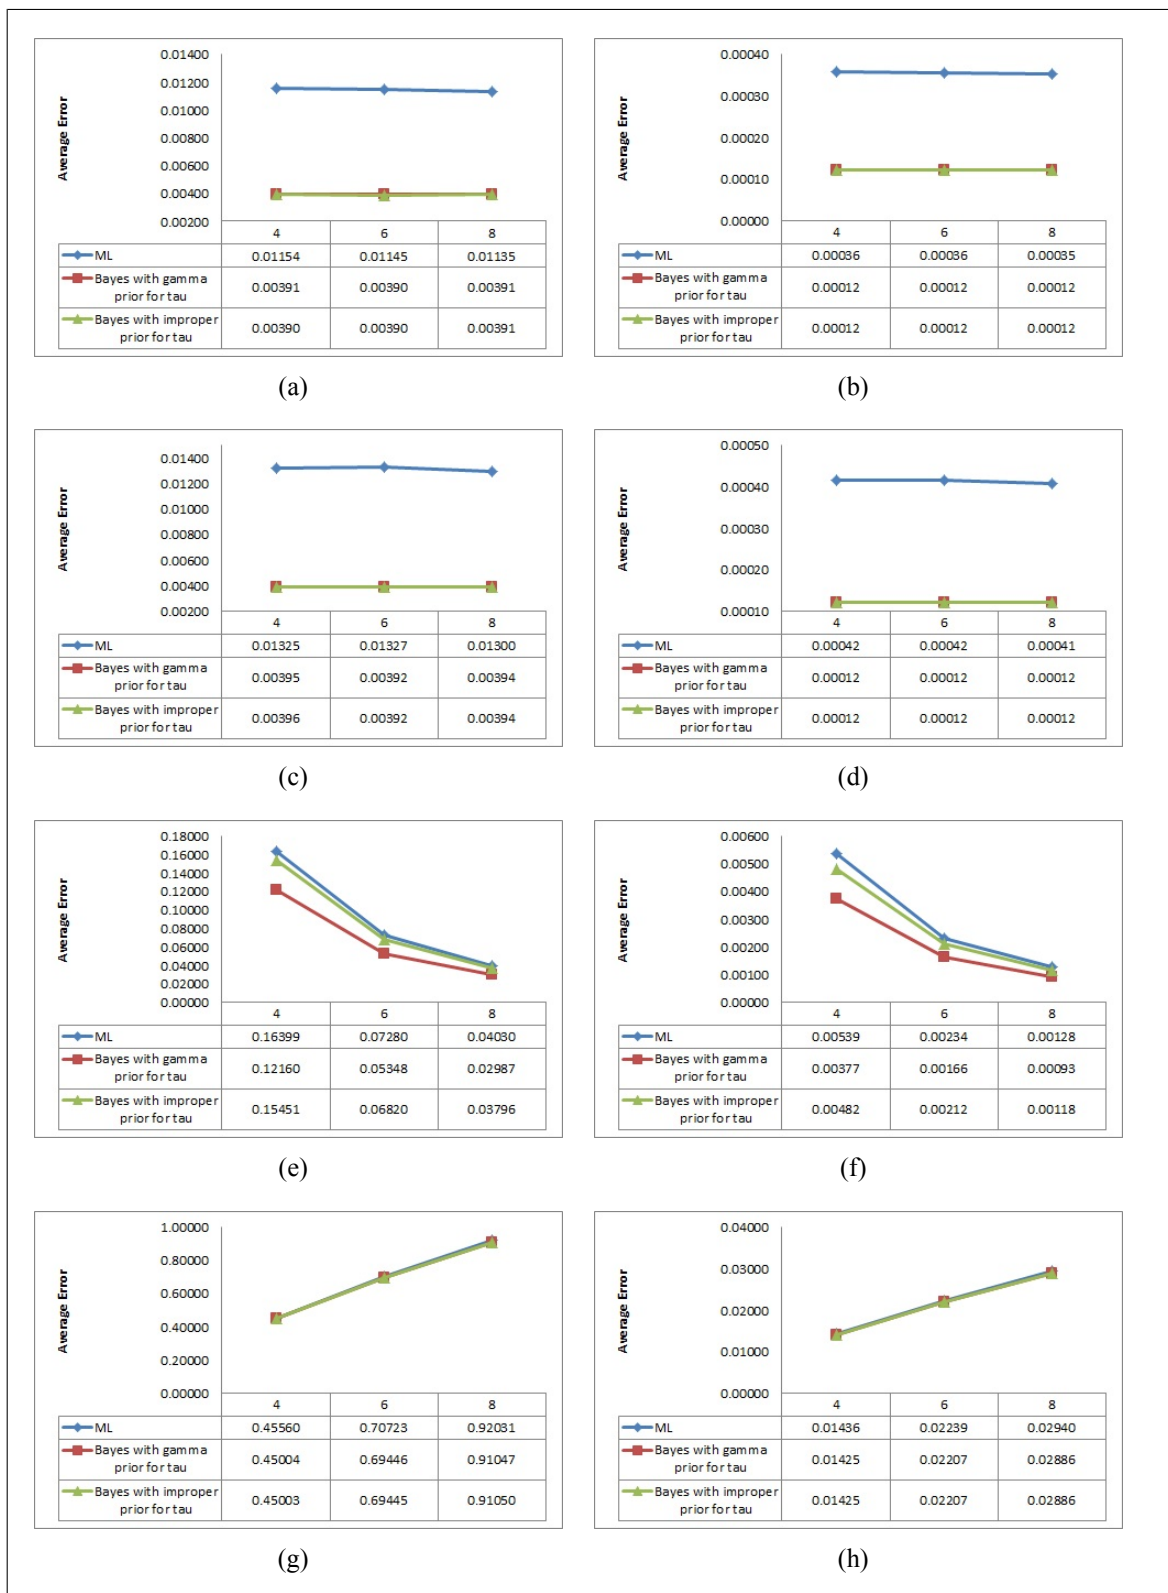 Average Error
0.01400
0.01200
0.01000
0.00800
0.00600
0.00400
0.00200
4 6 8
ML 0.01154 0.01145 0.01135
Bayes with gamma
prior for tau 0.00391 0.00390 0.00391
Bayes with improper
prior for tau 0.00390 0.00390 0.00391
(a)
Average Error
0.00040
0.00030
0.00020
0.00010
0.00000
4 6 8
ML 0.00036 0.00036 0.00035
Bayes with gamma
prior for tau 0.00012 0.00012 0.00012
Bayes with improper
prior for tau 0.00012 0.00012 0.00012
(b)
Average Error
0.01400
0.01200
0.01000
0.00800
0.00600
0.00400
0.00200
4 6 8
ML 0.01325 0.01327 0.01300
Bayes with gamma
prior for tau 0.00395 0.00392 0.00394
Bayes with improper
prior for tau 0.00396 0.00392 0.00394
(c)
Average Error
0.00050
0.00040
0.00030
0.00020
0.00010
4 6 8
ML 0.00042 0.00042 0.00041
Bayes with gamma
prior for tau 0.00012 0.00012 0.00012
Bayes with improper
prior for tau 0.00012 0.00012 0.00012
(d)
Average Error
0.18000
0.16000
0.14000
0.12000
0.10000
0.08000
0.06000
0.04000
0.02000
0.00000
4 6 8
ML 0.16399 0.07280 0.04030
Bayes with gamma
prior for tau 0.12160 0.05348 0.02987
Bayes with improper
prior for tau 0.15451 0.06820 0.03796
(e)
Average Error
0.00600
0.00500
0.00400
0.00300
0.00200
0.00100
0.00000
4 6 8
ML 0.00539 0.00234 0.00128
Bayes with gamma
prior for tau 0.00377 0.00166 0.00093
Bayes with improper
prior for tau 0.00482 0.00212 0.00118
(f)
Average Error
1.00000
0.80000
0.60000
0.40000
0.20000
0.00000
4 6 8
ML 0.45560 0.70723 0.92031
Bayes with gamma
prior for tau 0.45004 0.69446 0.91047
Bayes with improper
prior for tau 0.45003 0.69445 0.91050
(g)
Average Error
0.04000
0.03000
0.02000
0.01000
0.00000
4 6 8
ML 0.01436 0.02239 0.02940
Bayes with gamma
prior for tau 0.01425 0.02207 0.02886
Bayes with improper
prior for tau 0.01425 0.02207 0.02886
(h)